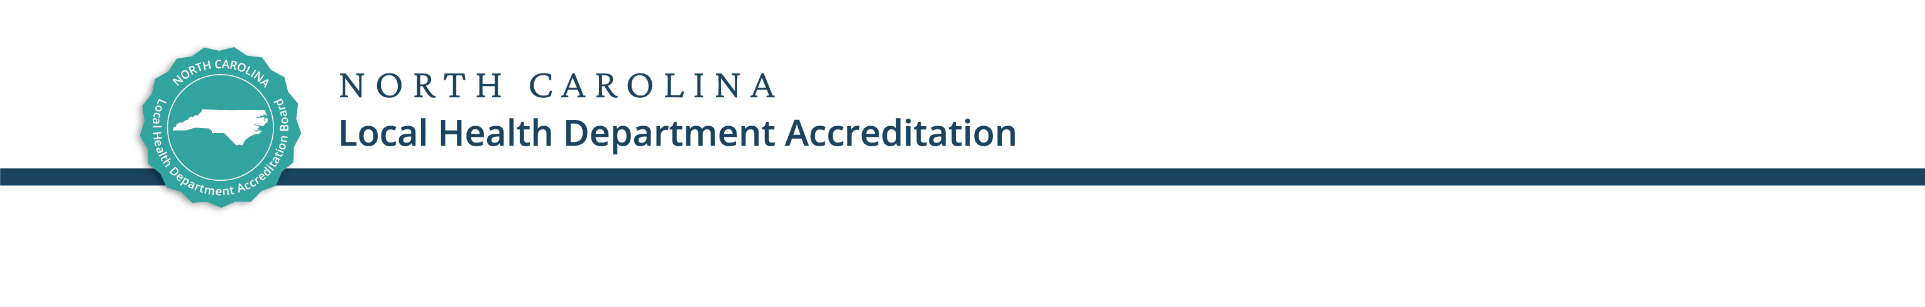 NORTH CAROLINA
Local Health Department Accreditation Board
NORTH CAROLINA
Local Health Department Accreditation